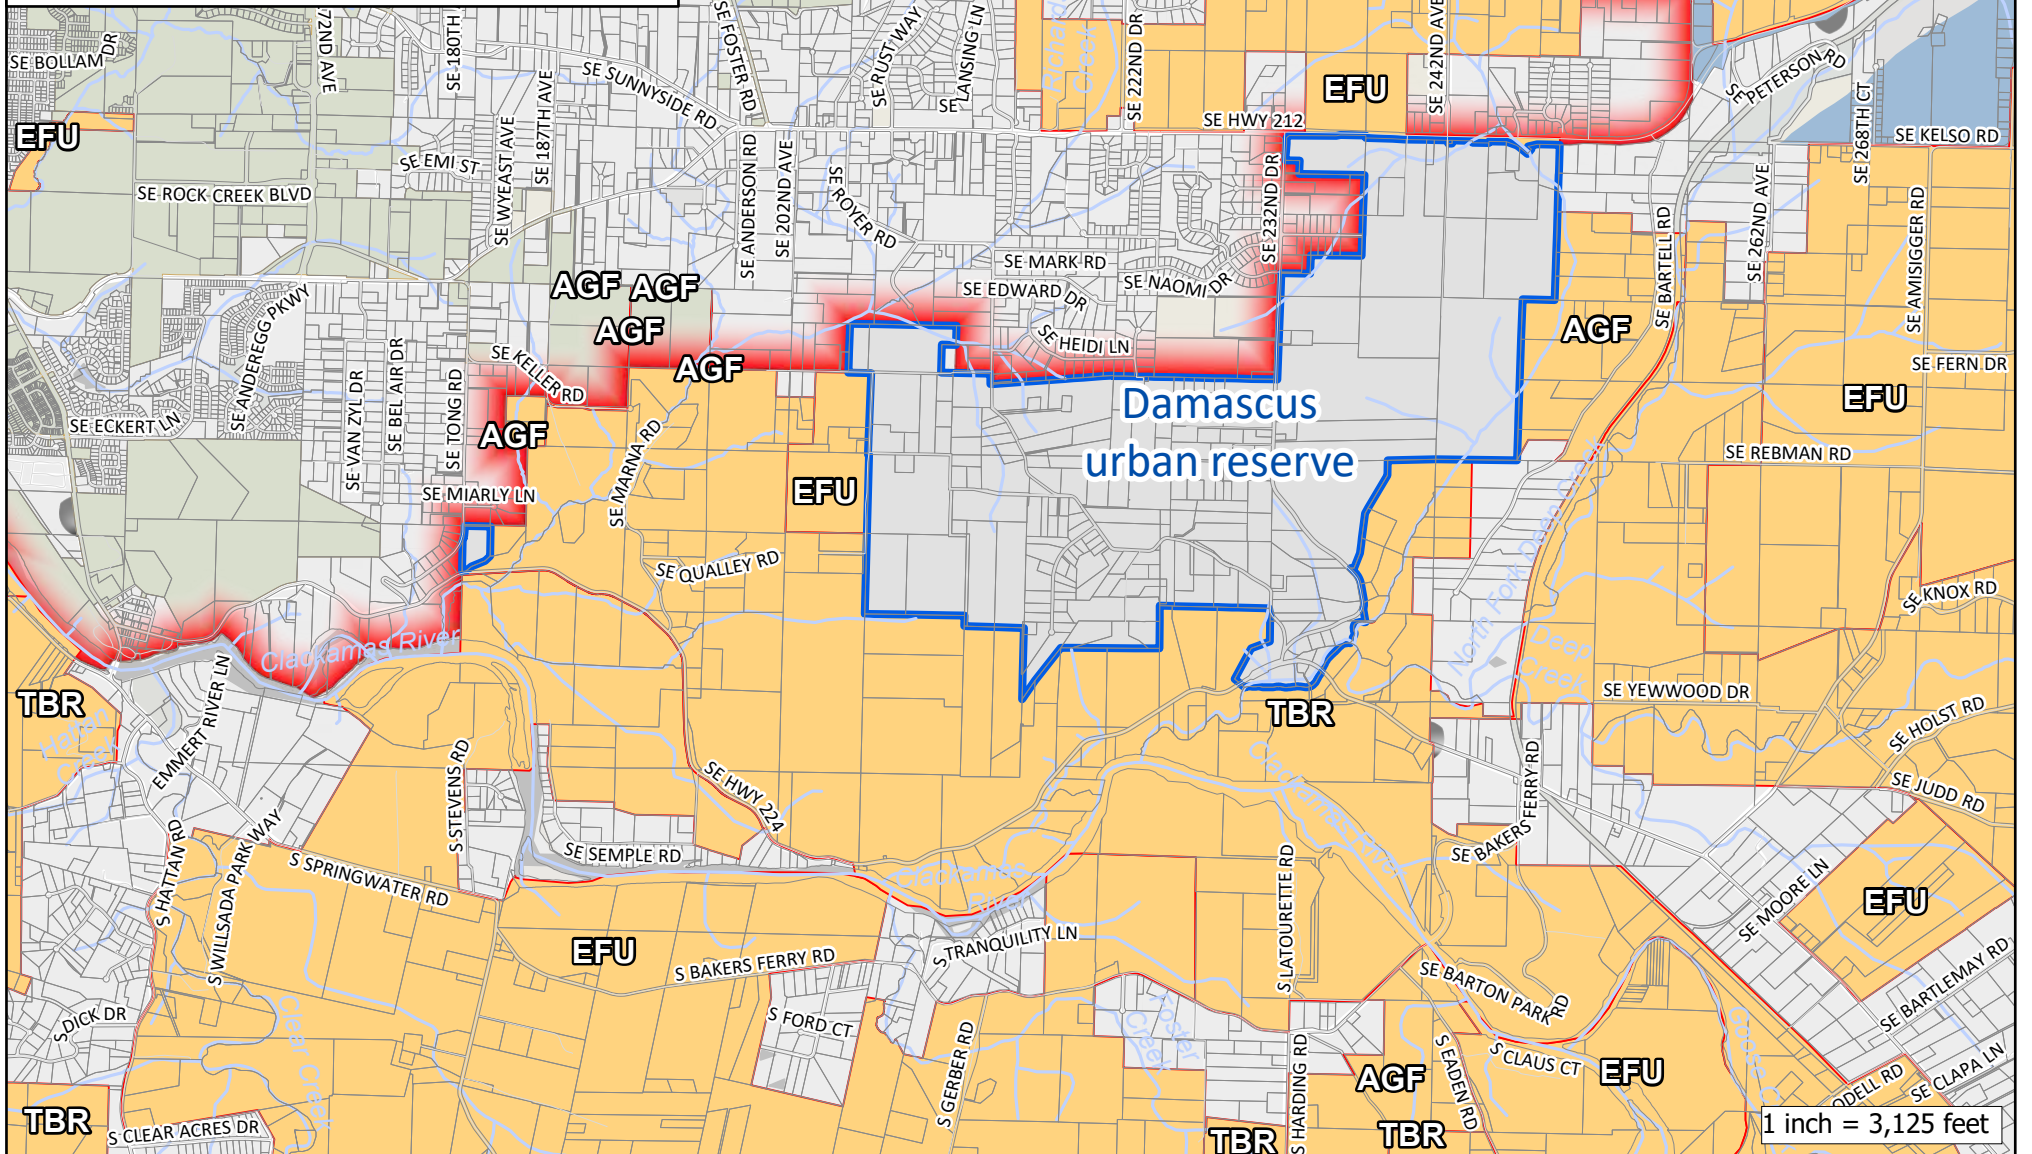 SE BOLLAM DR
72ND AVE
SE 180TH
SE FOSTER RD
SE RUST WAY
SE LANSING LN
Richard Creek
SE 222ND DR
SE 242ND AVE
SE PETERSON RD
SE 268TH CT
SE KELSO RD
EFU
SE SUNNYSIDE RD
SE 187TH AVE
SE WYEAST AVE
SE EMI ST
SE ROCK CREEK BLVD
SE ANDERSON RD
SE 202ND AVE
SE ROYER RD
SE HWY 212
EFU
SE 232ND DR
SE BARTELL RD
SE 262ND AVE
SE AMISIGGER RD
SE MARK RD
SE EDWARD DR
SE NAOMI DR
SE HEIDI LN
AGF
AGF
AGF
AGF
AGF
SE ANDEREGG PKWY
SE ECKERT LN
SE VAN ZYL DR
SE BEL AIR DR
SE TONG RD
SE KELLER RD
AGF
SE FERN DR
EFU
Damascus
urban reserve
SE REBMAN RD
SE MIARLY LN
SE MARNA RD
EFU
SE QUALLEY RD
North Fork Deep Creek
Deep
Creek
SE KNOX RD
Clackamas River
TBR
Hattan
Creek
EMMERT RIVER LN
SE YEWWOOD DR
TBR
SE HOLST RD
SE JUDD RD
S STEVENS RD
SE HWY 224
Clackamas River
SE BAKERS FERRY RD
SE BAKERS
FERRY RD
S HATTAN RD
S WILLSADA PARK WAY
S SPRINGWATER RD
SE SEMPLE RD
Clackamas
River
S LATOURETTE RD
SE MOORE LN
EFU
EFU
S BAKERS FERRY RD
S TRANQUILITY LN
SE BARTON PARK RD
SE BARTLEMAY RD
S DICK DR
Clear Creek
S FORD CT
S GERBER RD
Foster
Creek
S HARDING RD
AGF
S EADEN RD
S CLAUS CT
EFU
Goose C
ODELL RD
SE CLAPA LN
TBR
S CLEAR ACRES DR
TBR
TBR
1 inch = 3,125 feet